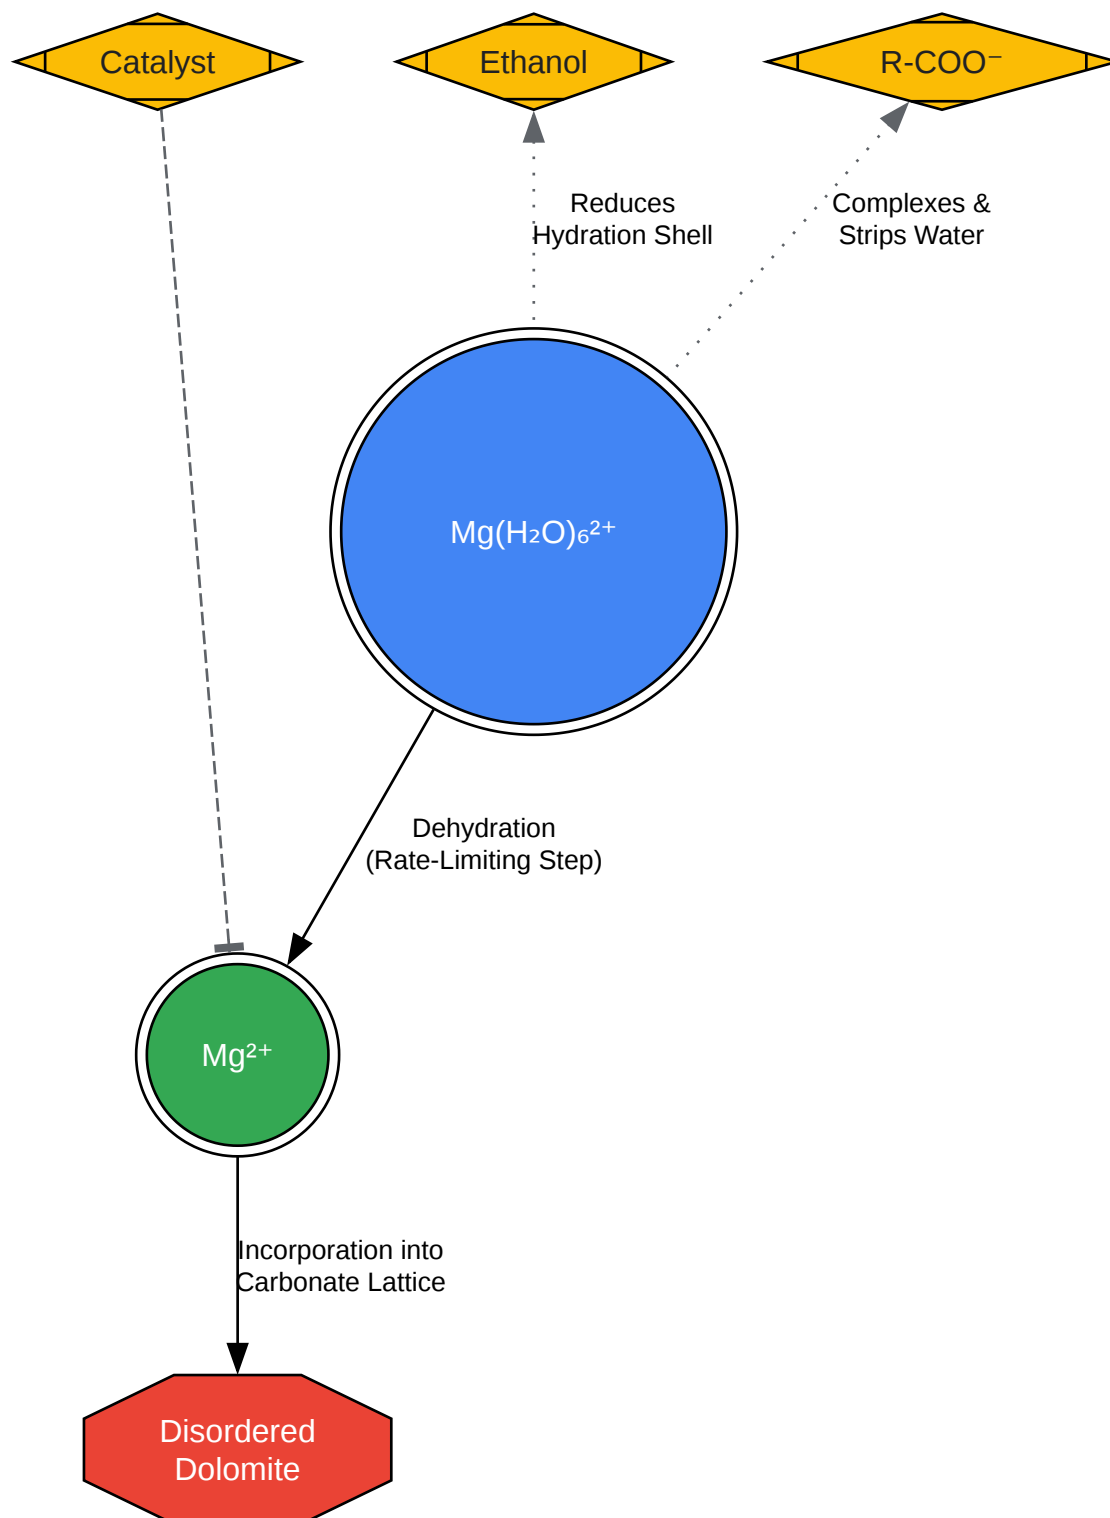 Catalyst
Ethanol
R-COO⁻
Reduces
Hydration Shell
Complexes &
Strips Water
Mg(H₂O)₆²⁺
Dehydration
(Rate-Limiting Step)
Mg²⁺
Incorporation into
Carbonate Lattice
Disordered
Dolomite